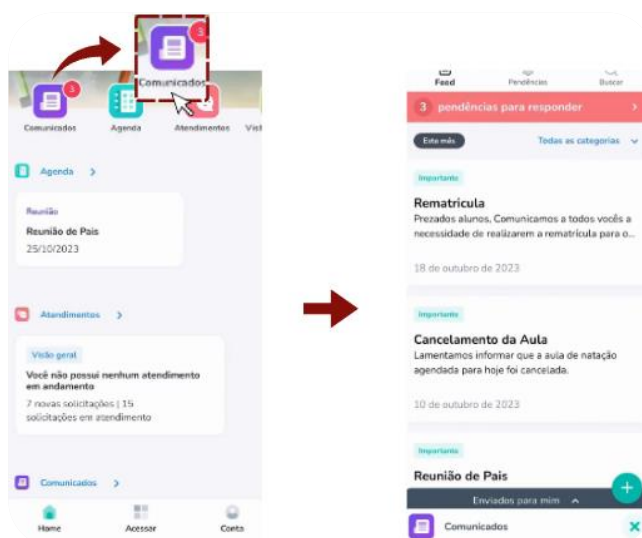 3
Comunicados
3
Comunicados
Agenda
Atendimentos
Agenda
Reunião
Reunião de Pais
25/10/2023
Atendimentos
Visão geral
Você não possui nenhum atendimento
em andamento
7 novas solicitações | 15
solicitações em atendimento
Comunicados
Home
Acessar
Conta
Feed
Pendências
Buscar
3 pendências para responder
Este mês
Todas as categorias
Importante
Rematrícula
Prezados alunos, Comunicamos a todos vocês a
necessidade de realizarem a rematrícula para o...
18 de outubro de 2023
Importante
Cancelamento da Aula
Lamentamos informar que a aula de natação
agendada para hoje foi cancelada.
10 de outubro de 2023
Importante
Reunião de Pais
Enviados para mim
Comunicados